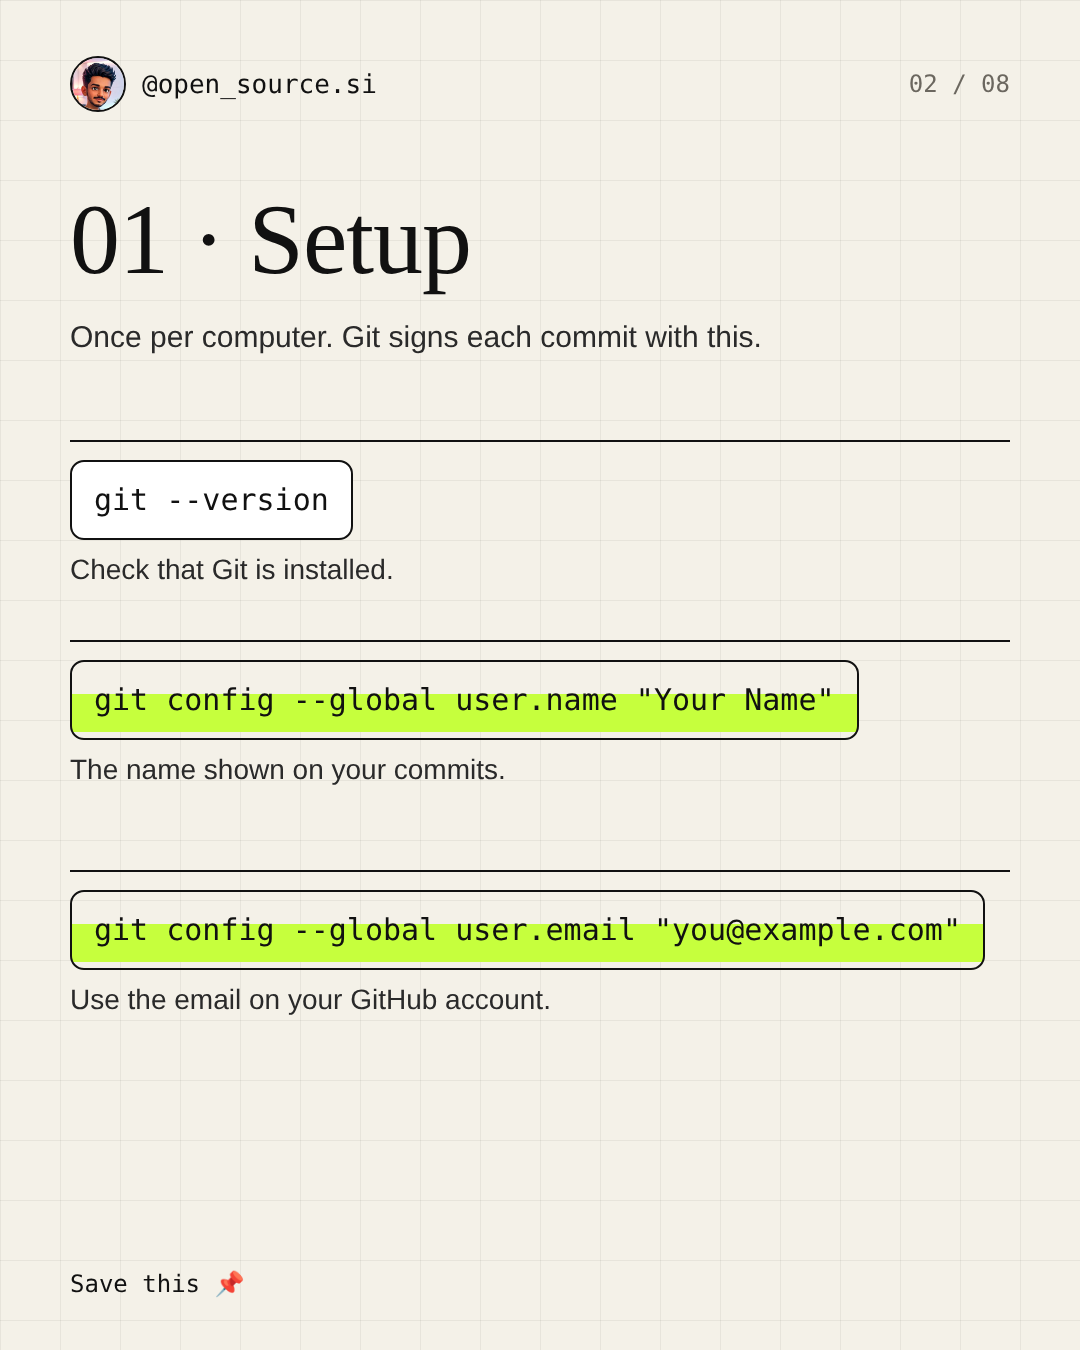 @open_source.si
02 / 08
01 · Setup
Once per computer. Git signs each commit with this.
git --version
Check that Git is installed.
git config --global user.name "Your Name"
The name shown on your commits.
git config --global user.email "you@example.com"
Use the email on your GitHub account.
Save this 📌